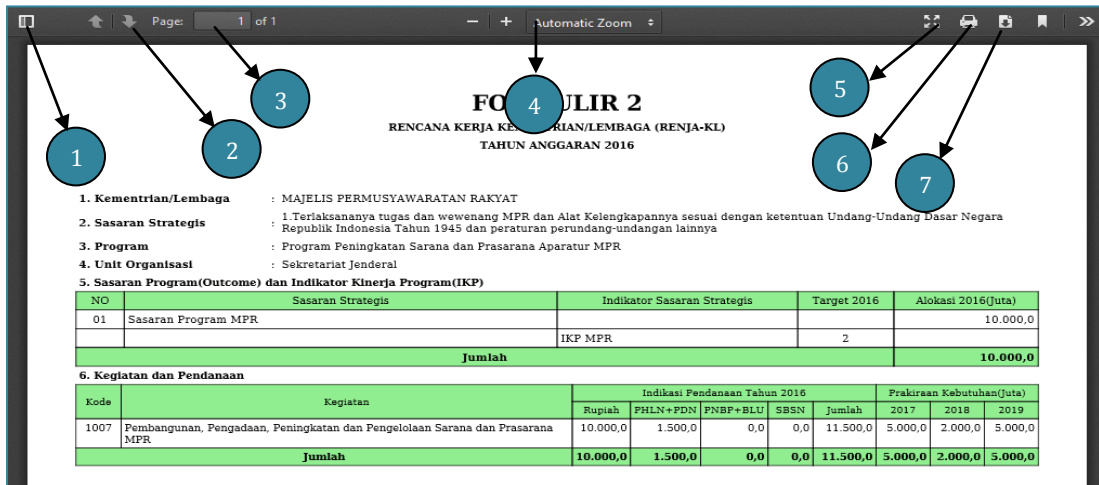 Page: 1 of 1 − + Automatic Zoom
1
2
3
4
5
6
7
FO ULIR 2
RENCANA KERJA KE RIAN/LEMBAGA (RENJA-KL)
TAHUN ANGGARAN 2016
1. Kementrian/Lembaga : MAJELIS PERMUSYAWARATAN RAKYAT
2. Sasaran Strategis : 1.Terlaksananya tugas dan wewenang MPR dan Alat Kelengkapannya sesuai dengan ketentuan Undang-Undang Dasar Negara
Republik Indonesia Tahun 1945 dan peraturan perundang-undangan lainnya
3. Program : Program Peningkatan Sarana dan Prasarana Aparatur MPR
4. Unit Organisasi : Sekretariat Jenderal
5. Sasaran Program(Outcome) dan Indikator Kinerja Program(IKP)
NO Sasaran Strategis Indikator Sasaran Strategis Target 2016 Alokasi 2016(Juta)
01 Sasaran Program MPR 10.000,0
IKP MPR 2
Jumlah 10.000,0
6. Kegiatan dan Pendanaan
Kode Kegiatan Indikasi Pendanaan Tahun 2016 Prakiraan Kebutuhan(Juta)
Rupiah PHLN+PDN PNBP+BLU SBSN Jumlah 2017 2018 2019
1007 Pembangunan, Pengadaan, Peningkatan dan Pengelolaan Sarana dan Prasarana 10.000,0 1.500,0 0,0 0,0 11.500,0 5.000,0 2.000,0 5.000,0
MPR
Jumlah 10.000,0 1.500,0 0,0 0,0 11.500,0 5.000,0 2.000,0 5.000,0